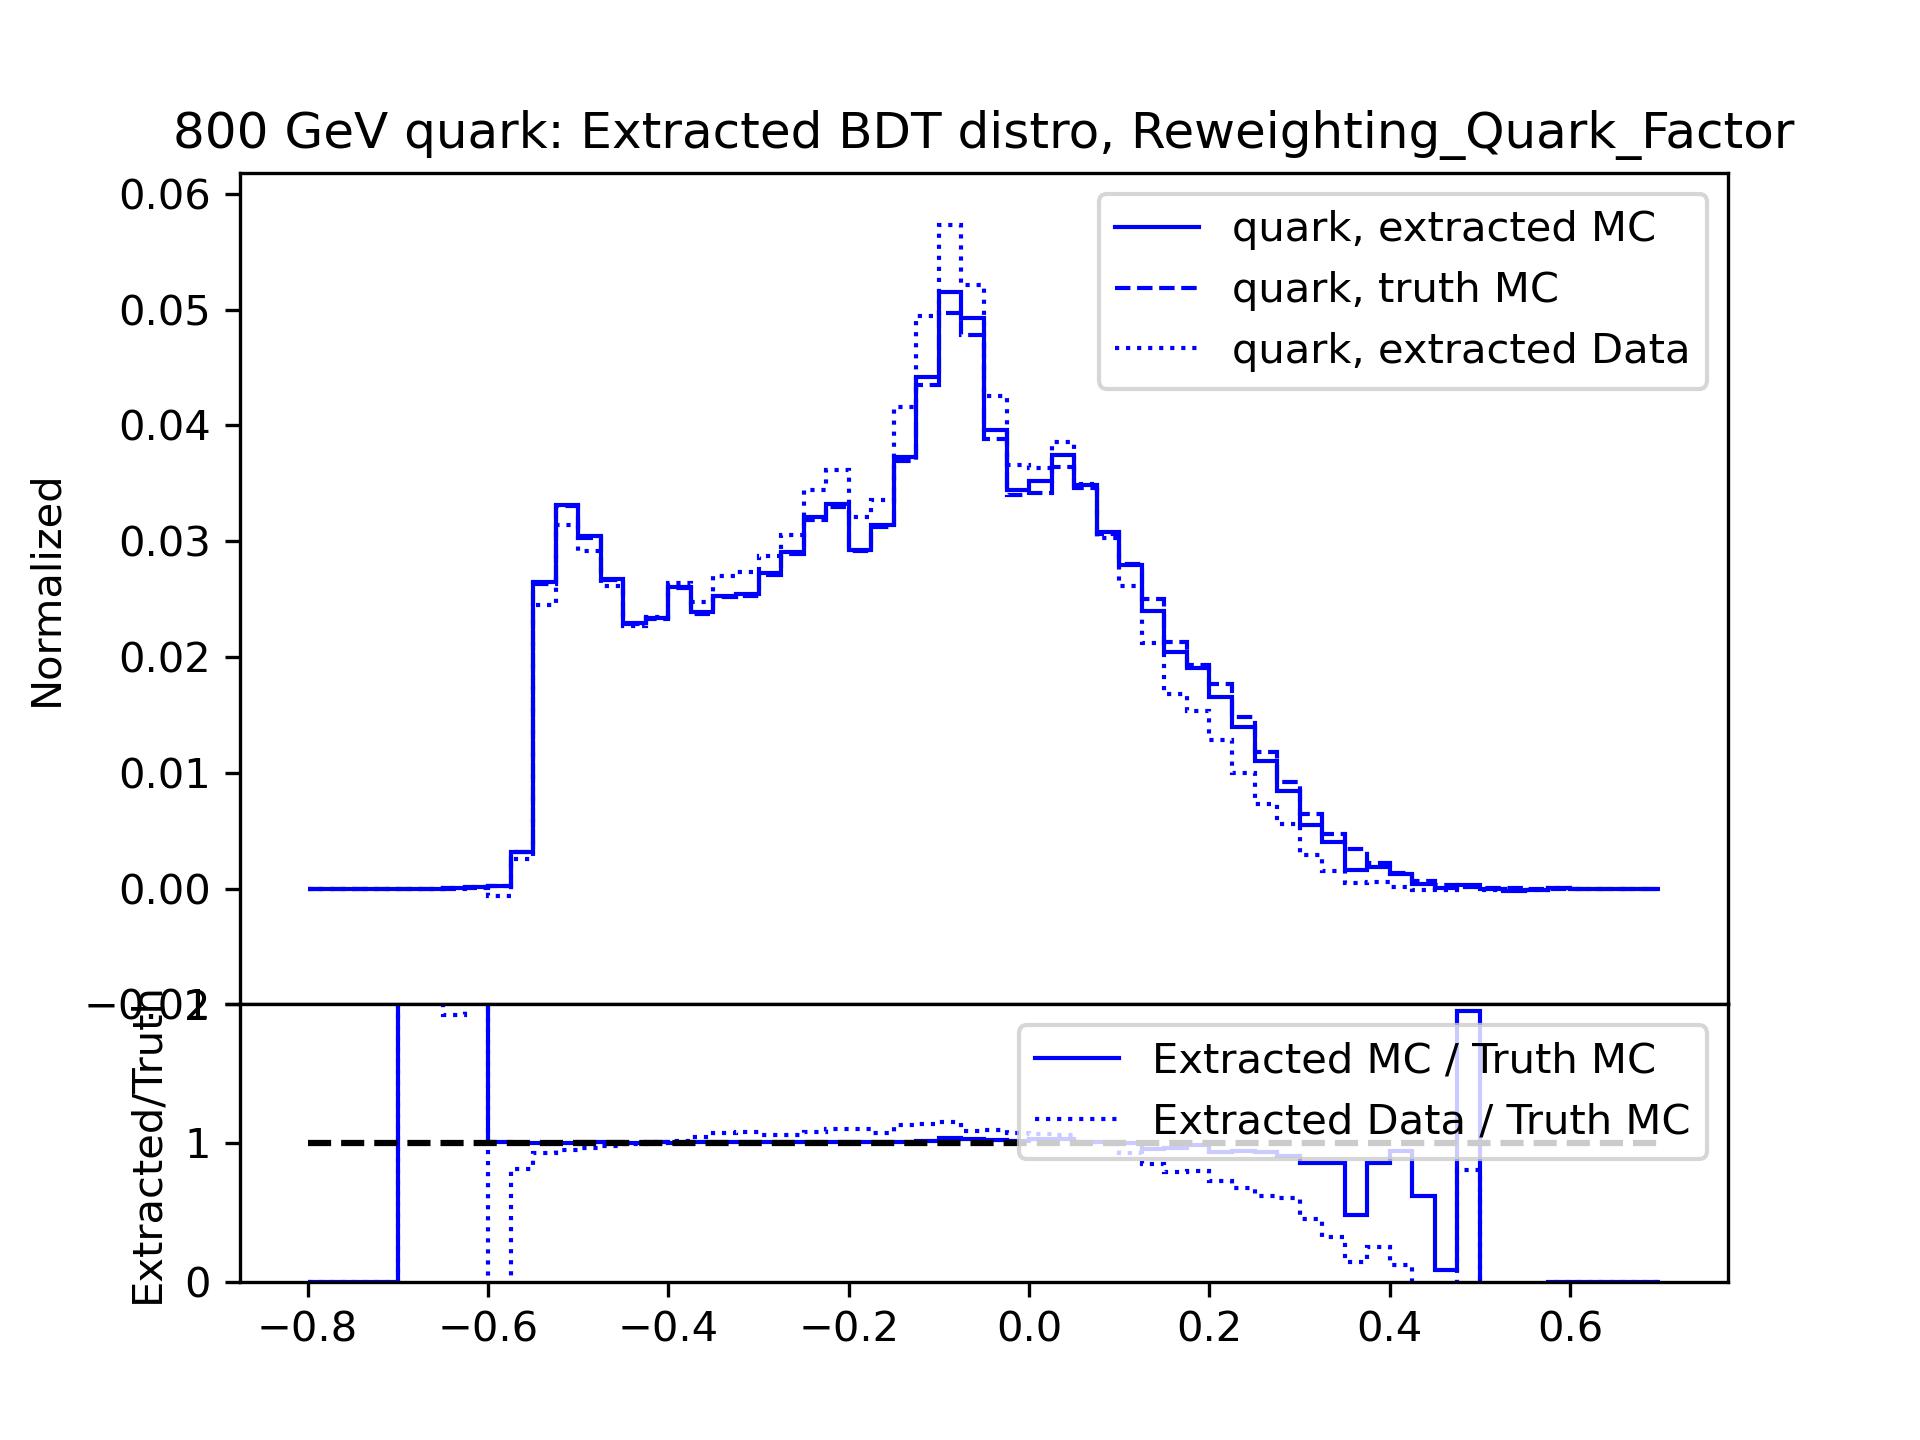 800 GeV quark: Extracted BDT distro, Reweighting_Quark_Factor
Normalized
0.06
0.05
0.04
0.03
0.02
0.01
0.00
−0.01
quark, extracted MC
quark, truth MC
quark, extracted Data
Extracted/Truth
2
1
0
Extracted MC / Truth MC
Extracted Data / Truth MC
−0.8 −0.6 −0.4 −0.2 0.0 0.2 0.4 0.6